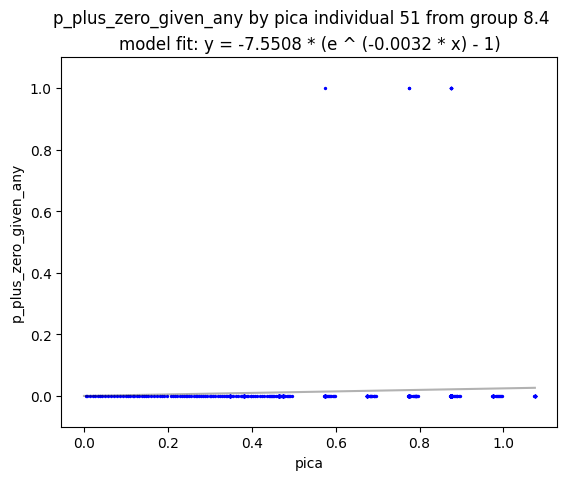 p_plus_zero_given_any by pica individual 51 from group 8.4
model fit: y = -7.5508 * (e ^ (-0.0032 * x) - 1)
1.0
0.8
0.6
0.4
0.2
0.0
p_plus_zero_given_any
0.0 0.2 0.4 0.6 0.8 1.0
pica